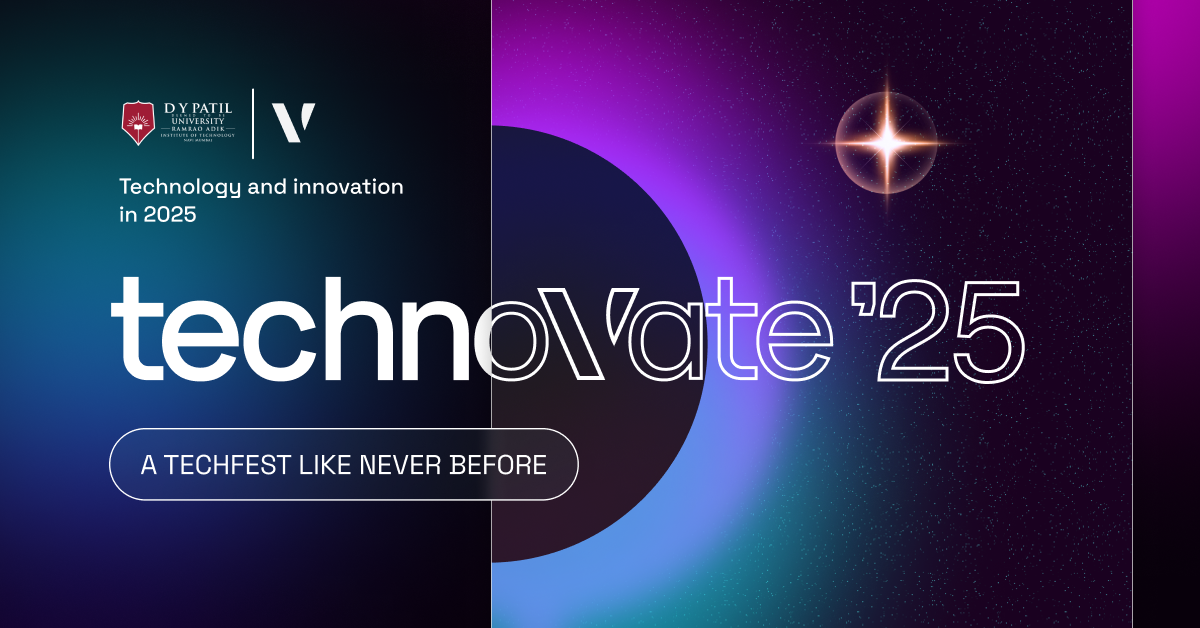 D Y PATIL
DEEMED TO BE
UNIVERSITY
RAMRAO ADIK
INSTITUTE OF TECHNOLOGY
NAVI MUMBAI
Technology and innovation
in 2025
technovate ’25
A TECHFEST LIKE NEVER BEFORE